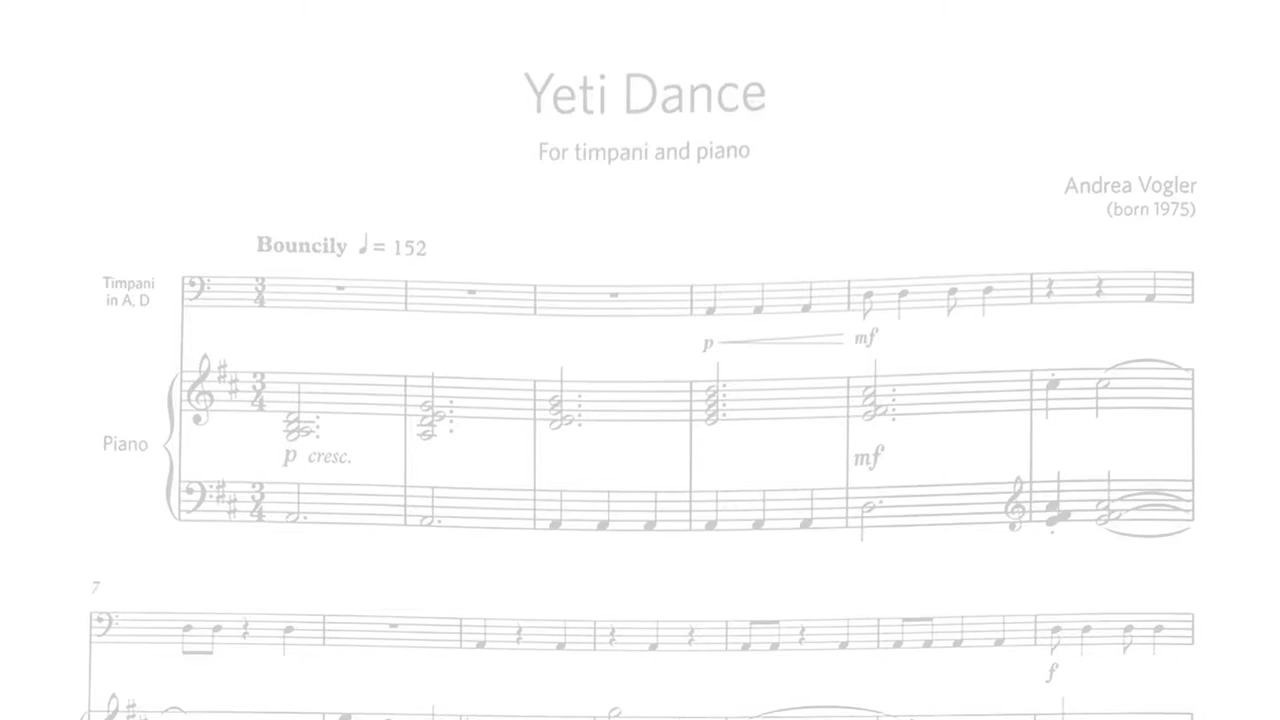 Yeti Dance
For timpani and piano
Andrea Vogler
(born 1975)
Bouncily ♩= 152
Timpani
in A, D
p mf
Piano
p cresc. mf
7
f